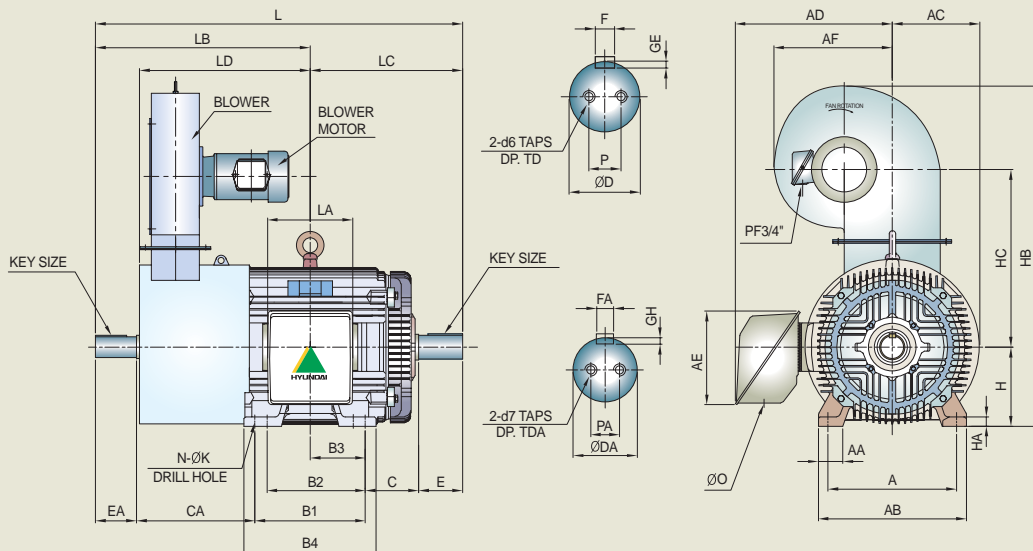 L
LB
LD
LC
BLOWER
BLOWER
MOTOR
LA
KEY SIZE
KEY SIZE
HYUNDAI
N-ØK
DRILL HOLE
B3
B2
C
E
EA
CA
B1
B4
F
GE
2-d6 TAPS
DP. TD
P
ØD
FA
GH
2-d7 TAPS
DP. TDA
PA
ØDA
AD
AC
AF
FAN ROTATION
PF3/4"
HC
HB
AE
H
HA
ØO
AA
A
AB